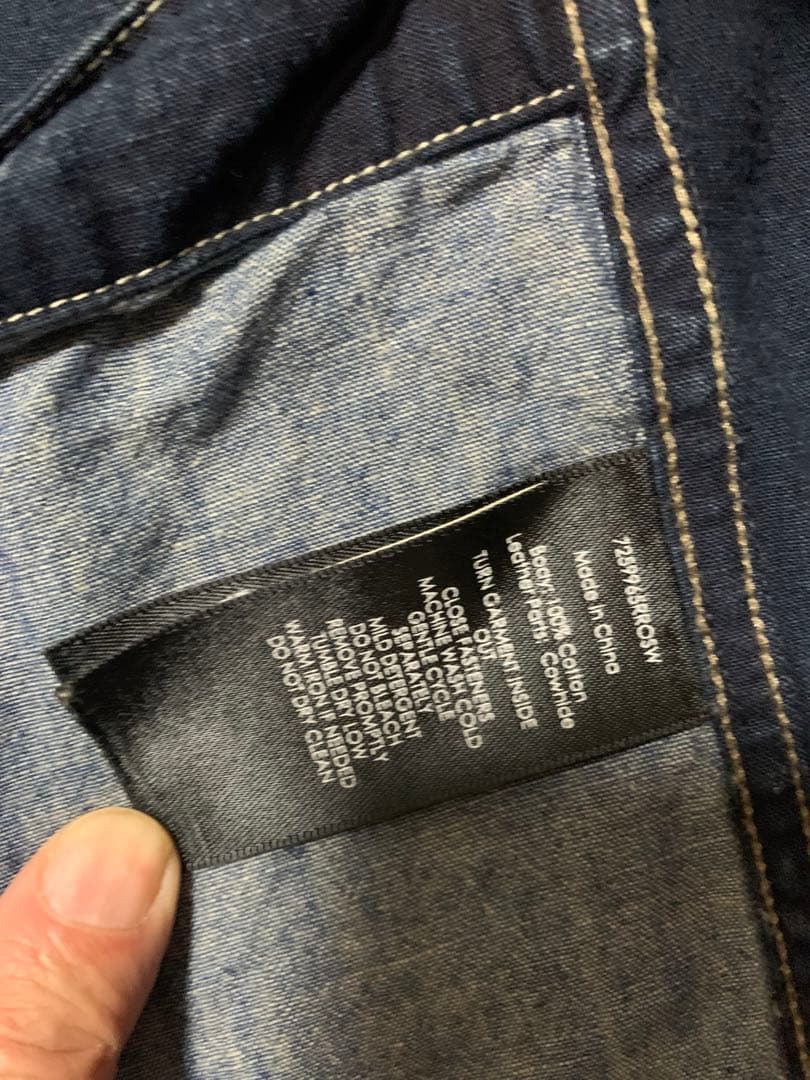 Made in China
Body: 100% Cotton
Leather Parts: Cowhide
TURN GARMENT INSIDE
OUT
CLOSE FASTENERS
MACHINE WASH COLD
GENTLE CYCLE
SEPARATELY
MILD DETERGENT
DO NOT BLEACH
REMOVE PROMPTLY
TUMBLE DRY LOW
WARM IRON IF NEEDED
DO NOT DRY CLEAN